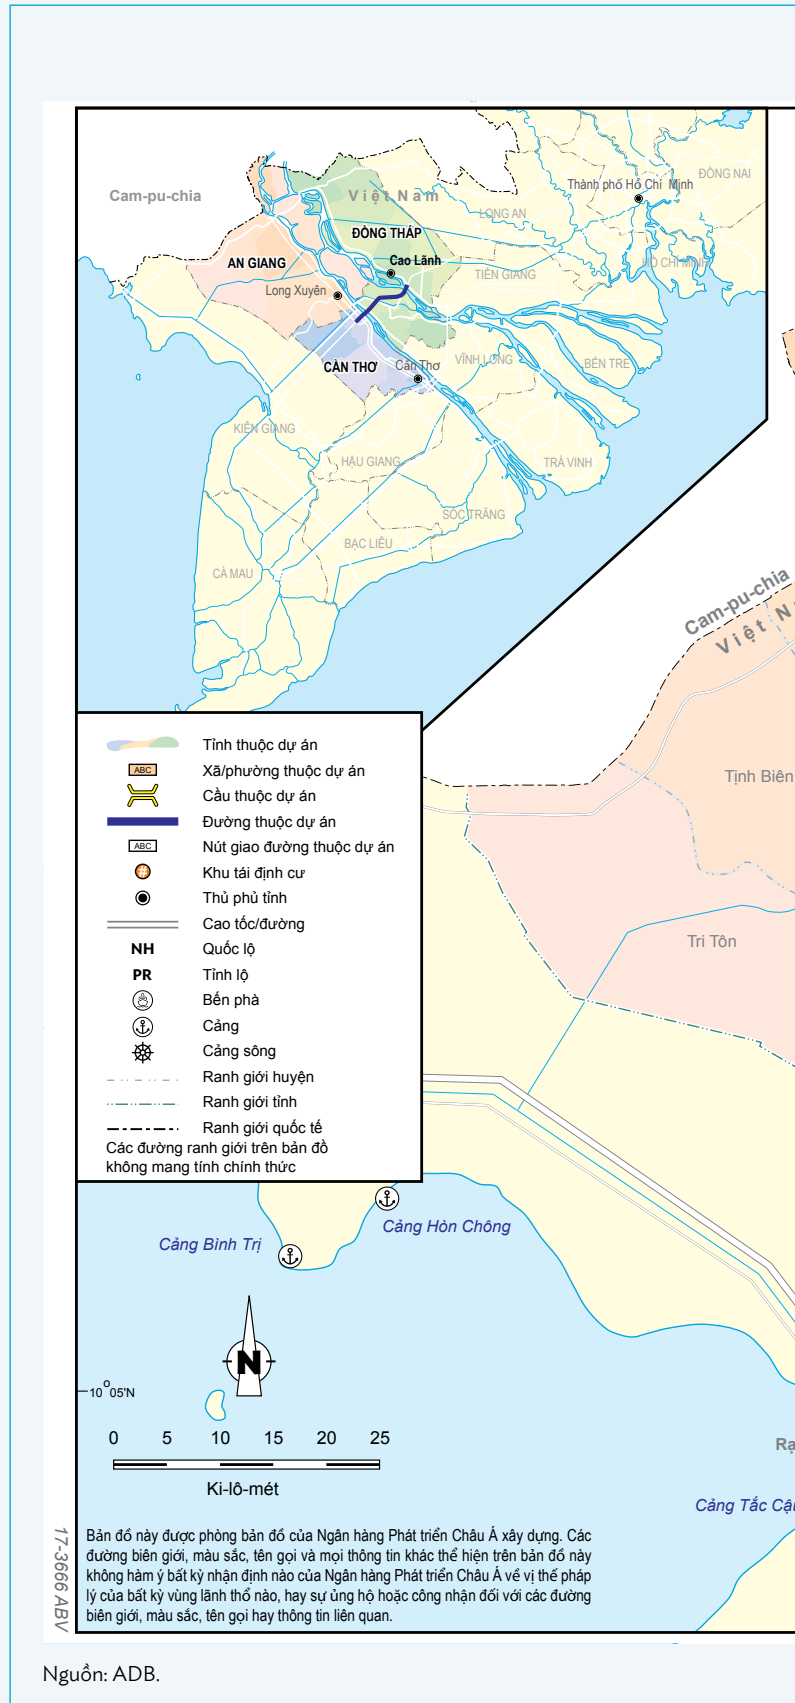 Cam-pu-chia
Việt Nam
Thành phố Hồ Chí Minh
ĐỒNG NAI
LONG AN
ĐỒNG THÁP
AN GIANG
Cao Lãnh
TIỀN GIANG
HỒ CHÍ MINH
Long Xuyên
CẦN THƠ
Cần Thơ
VĨNH LONG
BẾN TRE
KIÊN GIANG
HẬU GIANG
TRÀ VINH
SÓC TRĂNG
BẠC LIÊU
CÀ MAU
Cam-pu-chia
Việt N
Tịnh Biên
Tri Tôn
Tỉnh thuộc dự án
ABC Xã/phường thuộc dự án
Cầu thuộc dự án
Đường thuộc dự án
ABC Nút giao đường thuộc dự án
# Khu tái định cư
Thủ phủ tỉnh
Cao tốc/đường
NH Quốc lộ
PR Tỉnh lộ
Bến phà
Cảng
Cảng sông
Ranh giới huyện
Ranh giới tỉnh
Ranh giới quốc tế
Các đường ranh giới trên bản đồ
không mang tính chính thức
Cảng Hòn Chông
Cảng Bình Trị
N
10°05'N
0 5 10 15 20 25
Ki-lô-mét
Rạ
Cảng Tắc Cậu
Bản đồ này được phòng bản đồ của Ngân hàng Phát triển Châu Á xây dựng. Các
đường biên giới, màu sắc, tên gọi và mọi thông tin khác thể hiện trên bản đồ này
không hàm ý bất kỳ nhận định nào của Ngân hàng Phát triển Châu Á về vị thế pháp
lý của bất kỳ vùng lãnh thổ nào, hay sự ủng hộ hoặc công nhận đối với các đường
biên giới, màu sắc, tên gọi hay thông tin liên quan.
17-3666 ABV
Nguồn: ADB.